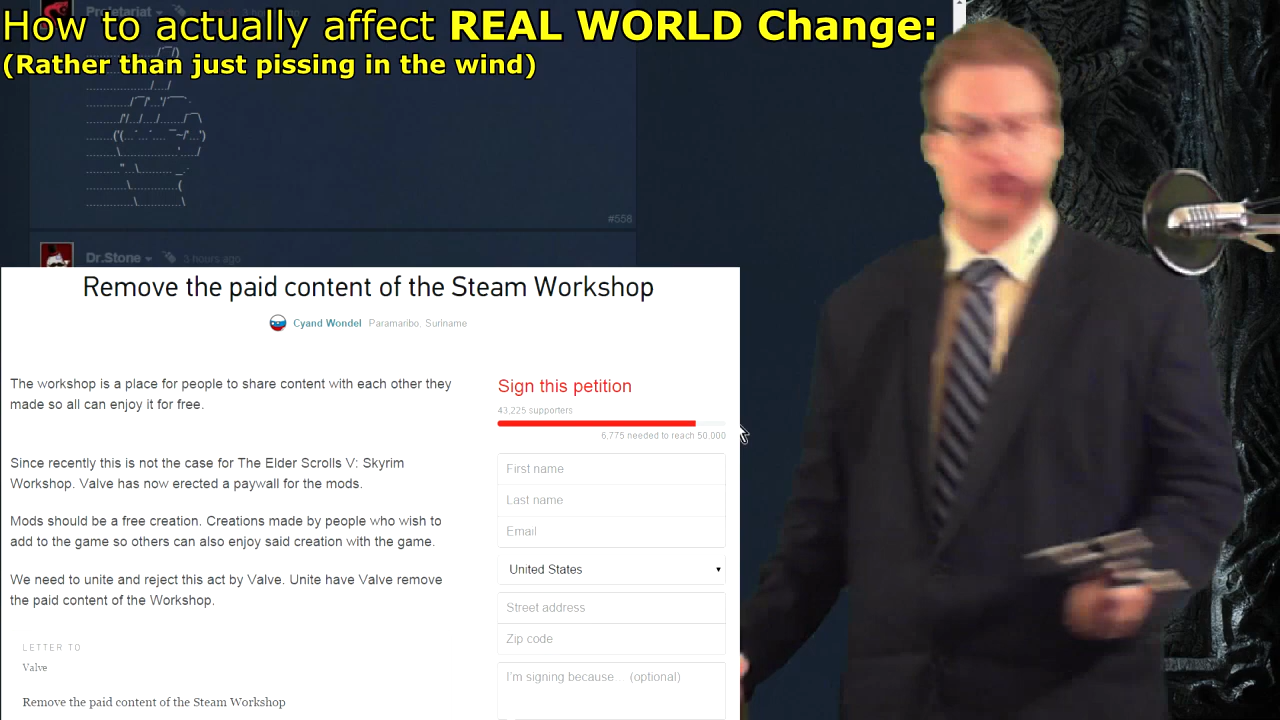 How to actually affect REAL WORLD Change:
(Rather than just pissing in the wind)
#558
Dr.Stone 3 hours ago
Remove the paid content of the Steam Workshop
Cyand Wondel Paramaribo, Suriname
The workshop is a place for people to share content with each other they
made so all can enjoy it for free.
Since recently this is not the case for The Elder Scrolls V: Skyrim
Workshop. Valve has now erected a paywall for the mods.
Mods should be a free creation. Creations made by people who wish to
add to the game so others can also enjoy said creation with the game.
We need to unite and reject this act by Valve. Unite have Valve remove
the paid content of the Workshop.
LETTER TO
Valve
Remove the paid content of the Steam Workshop
Sign this petition
43,225 supporters
6,775 needed to reach 50,000
First name
Last name
Email
United States
Street address
Zip code
I'm signing because... (optional)